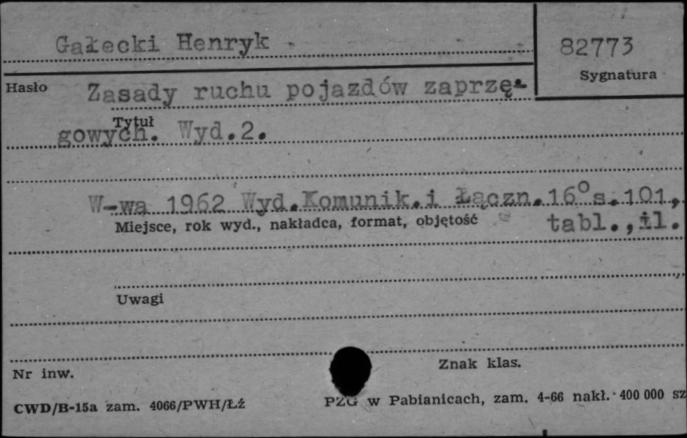 Gałecki Henryk
82773
Sygnatura
Hasło
Zasady ruchu pojazdów zaprzę-
Tytuł
gowych. Wyd.2.
W-wa 1962 Wyd.Komunik.i Łączn.16° s.101,
Miejsce, rok wyd., nakładca, format, objętość
tabl.,il.
Uwagi
Nr inw.
Znak klas.
CWD/B-15a zam. 4066/PWH/Łź
PZG w Pabianicach, zam. 4-66 nakł. 400 000 sz